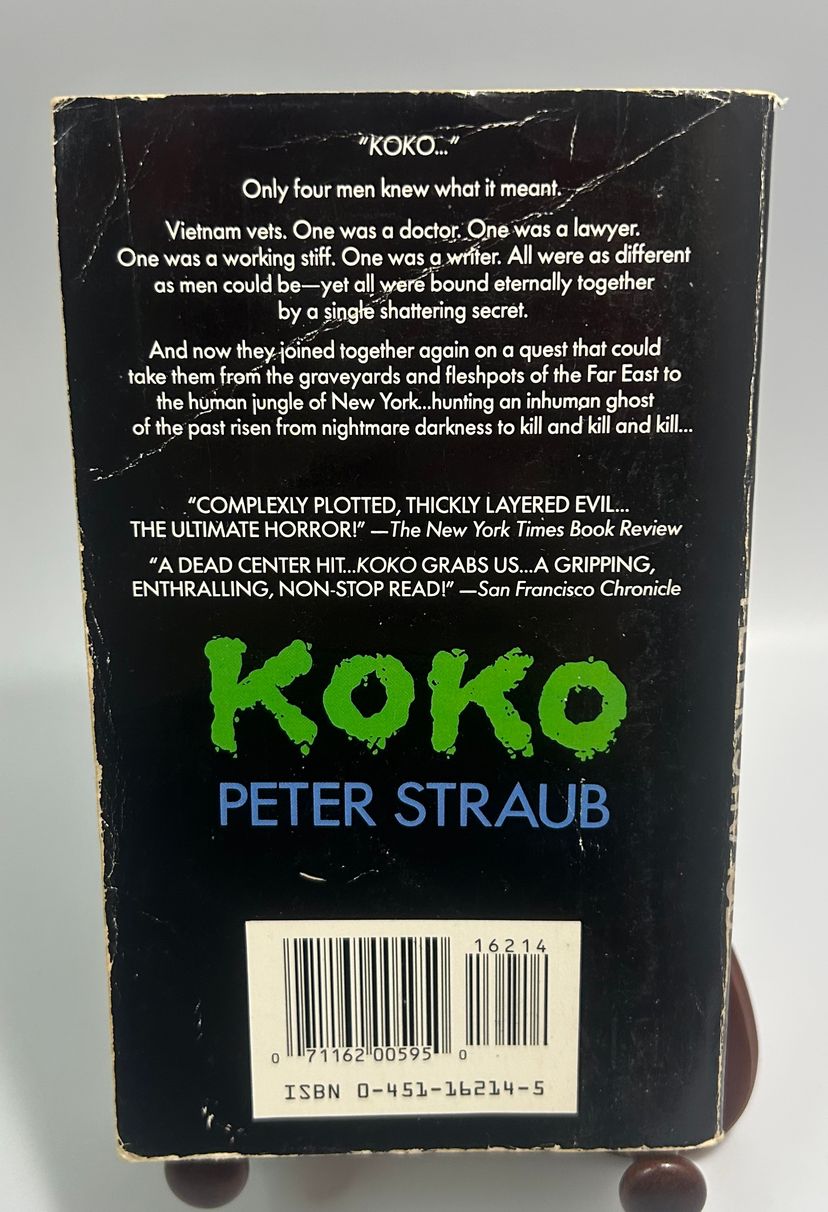 "KOKO..."
Only four men knew what it meant.
Vietnam vets. One was a doctor. One was a lawyer.
One was a working stiff. One was a writer. All were as different
as men could be—yet all were bound eternally together
by a single shattering secret.
And now they joined together again on a quest that could
take them from the graveyards and fleshpots of the Far East to
the human jungle of New York...hunting an inhuman ghost
of the past risen from nightmare darkness to kill and kill and kill...
"COMPLEXLY PLOTTED, THICKLY LAYERED EVIL...
THE ULTIMATE HORROR!" —The New York Times Book Review
"A DEAD CENTER HIT...KOKO GRABS US...A GRIPPING,
ENTHRALLING, NON-STOP READ!" —San Francisco Chronicle
KOKO
PETER STRAUB
16214
0 71162 00595 0
ISBN 0-451-16214-5